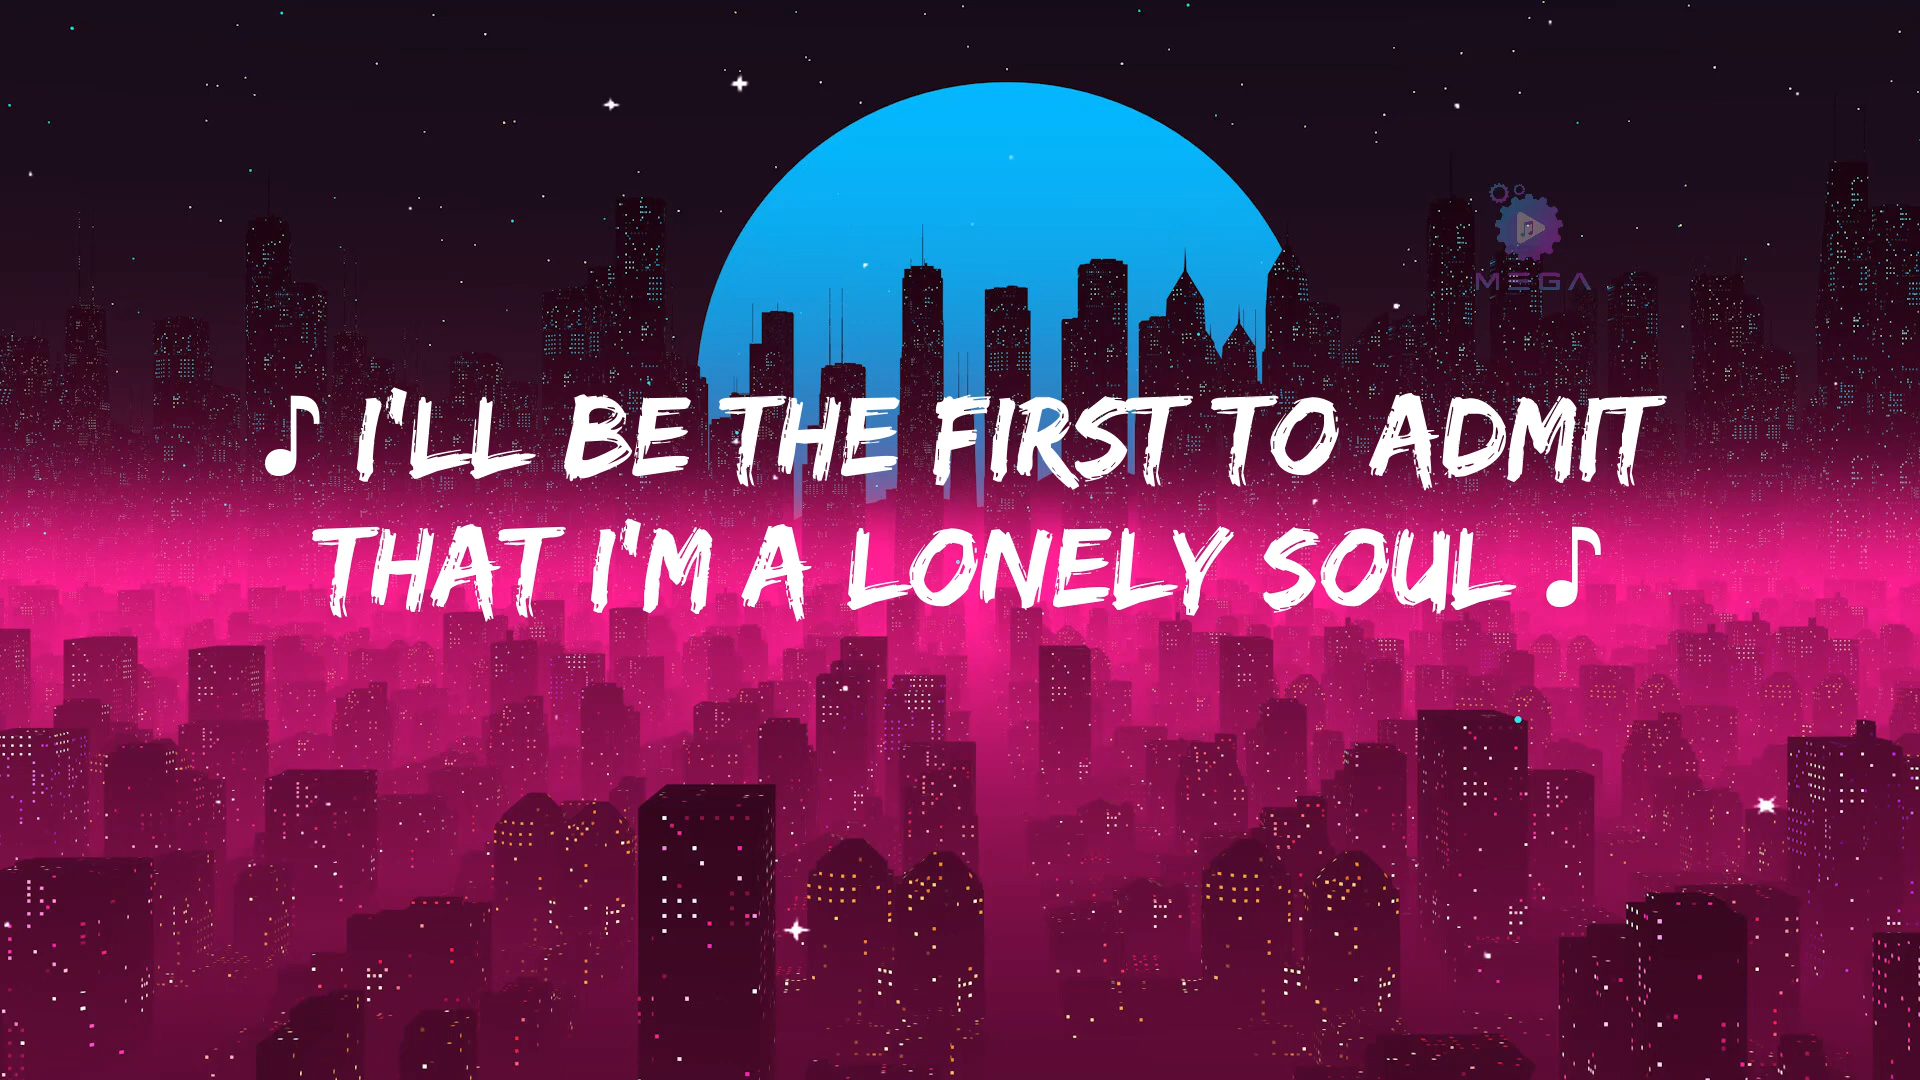 MEGA
♪ I'LL BE THE FIRST TO ADMIT
THAT I'M A LONELY SOUL ♪